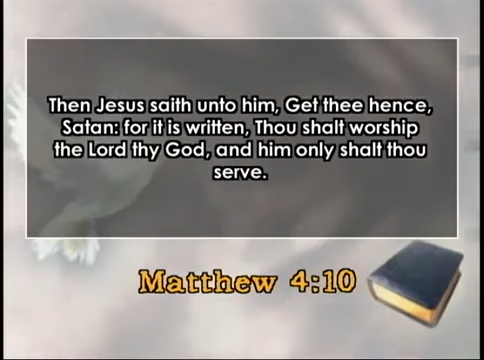 Then Jesus saith unto him, Get thee hence,
Satan: for it is written, Thou shalt worship
the Lord thy God, and him only shalt thou
serve.
Matthew 4:10